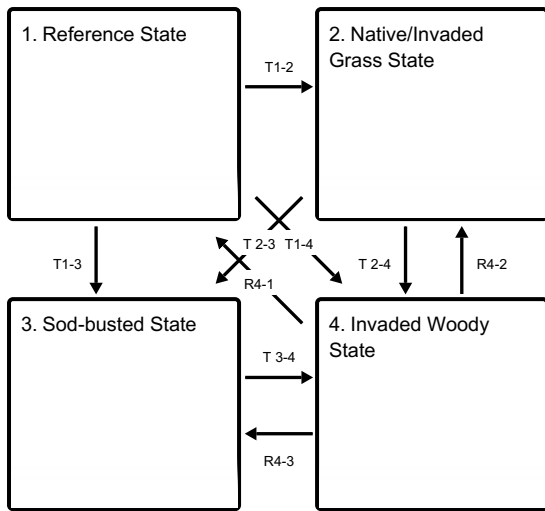 1. Reference State
2. Native/Invaded
Grass State
T1-2
T1-3
T 2-3
T1-4
R4-1
T 2-4
R4-2
3. Sod-busted State
4. Invaded Woody
State
T 3-4
R4-3